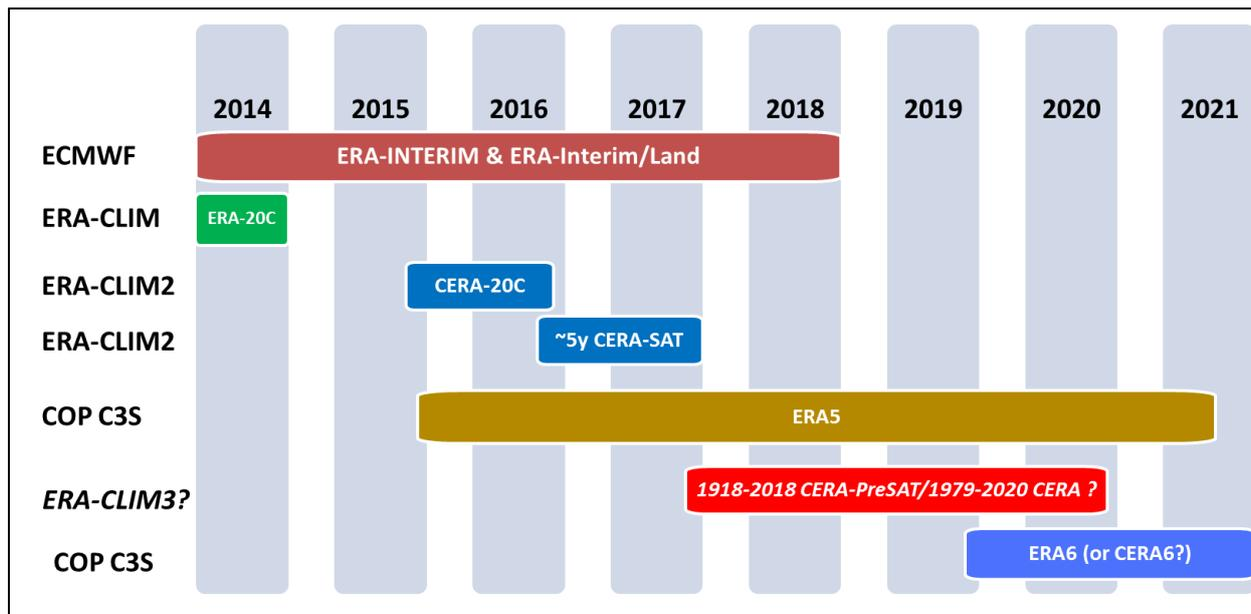 2014 2015 2016 2017 2018 2019 2020 2021
ECMWF ERA-INTERIM & ERA-Interim/Land
ERA-CLIM ERA-20C
ERA-CLIM2 CERA-20C
ERA-CLIM2 ~5y CERA-SAT
COP C3S ERA5
ERA-CLIM3? 1918-2018 CERA-PreSAT/1979-2020 CERA ?
COP C3S ERA6 (or CERA6?)